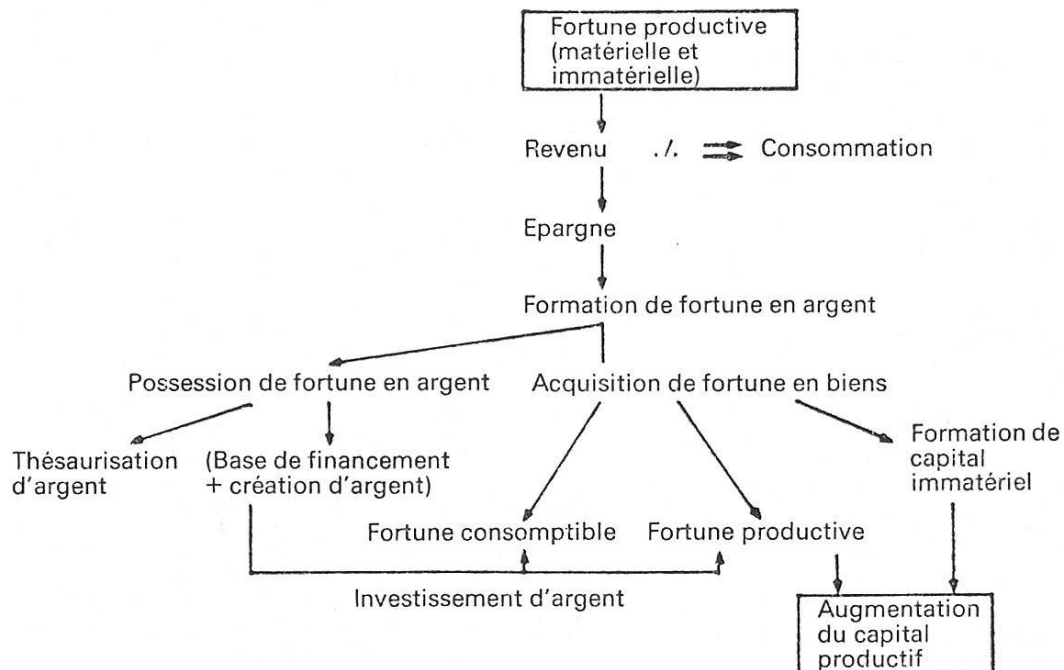 Fortune productive
(matérielle et
immatérielle)
Revenu ./. Consommation
Epargne
Formation de fortune en argent
Possession de fortune en argent
Acquisition de fortune en biens
Thésaurisation
d'argent
(Base de financement
+ création d'argent)
Formation de
capital
immatériel
Fortune consomptible
Fortune productive
Investissement d'argent
Augmentation
du capital
productif